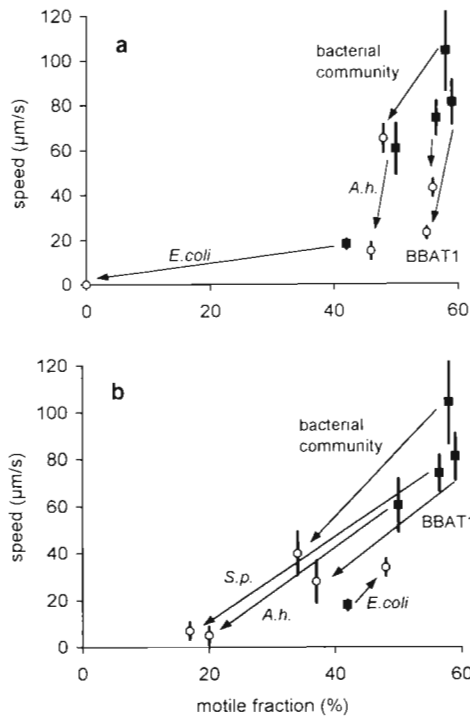 a
120
100
80
60
40
20
0
speed (µm/s)
bacterial
community
A.h.
E.coli
BBAT1
0
20
40
60
b
120
100
80
60
40
20
0
speed (µm/s)
bacterial
community
BBAT1
S.p.
A.h.
E.coli
0
20
40
60
motile fraction (%)